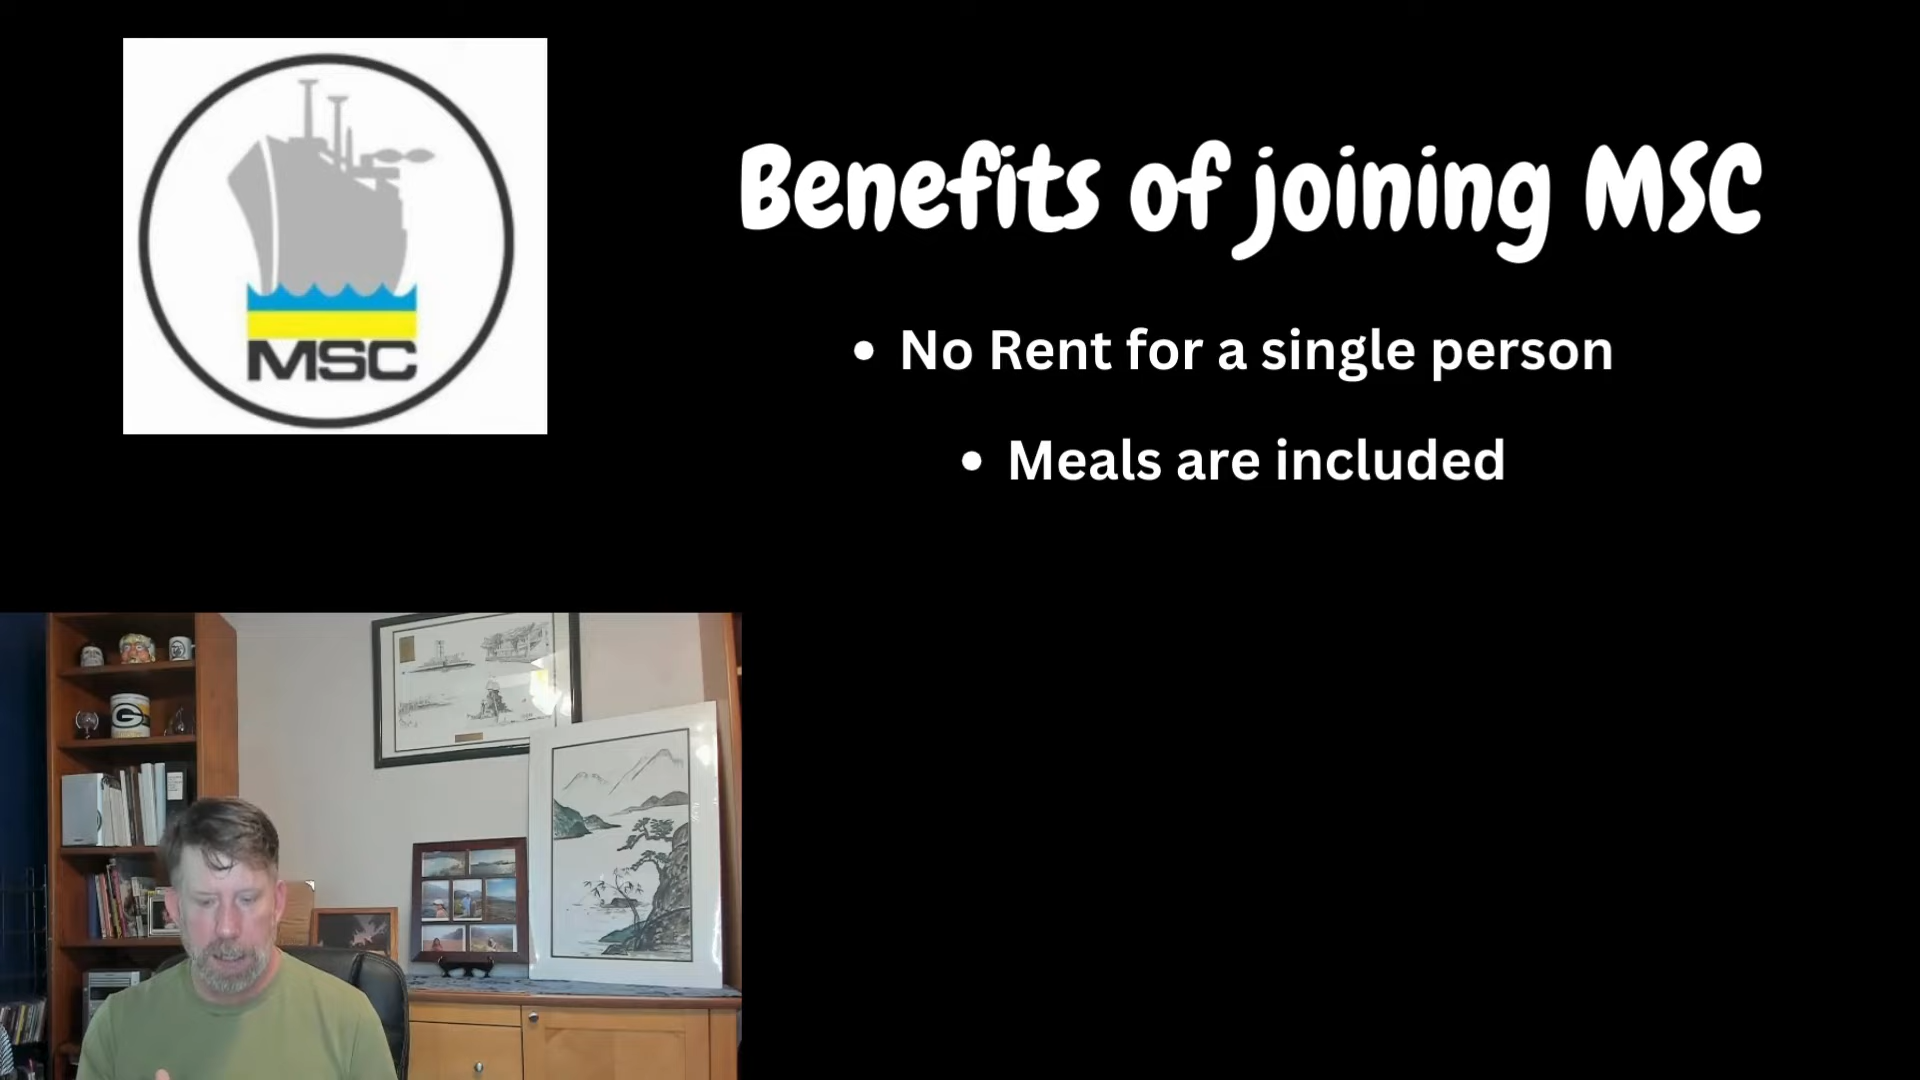 MSC
Benefits of joining MSC
• No Rent for a single person
• Meals are included
G